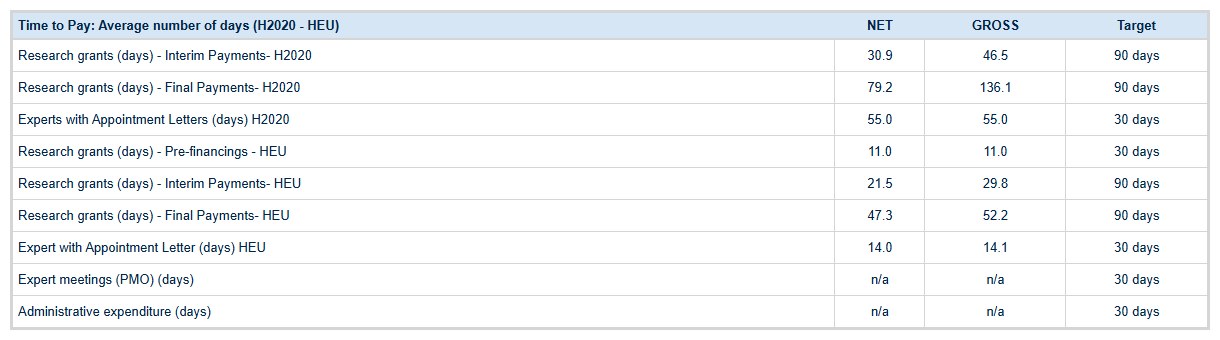 Time to Pay: Average number of days (H2020 - HEU) NET GROSS Target
Research grants (days) - Interim Payments- H2020 30.9 46.5 90 days
Research grants (days) - Final Payments- H2020 79.2 136.1 90 days
Experts with Appointment Letters (days) H2020 55.0 55.0 30 days
Research grants (days) - Pre-financings - HEU 11.0 11.0 30 days
Research grants (days) - Interim Payments- HEU 21.5 29.8 90 days
Research grants (days) - Final Payments- HEU 47.3 52.2 90 days
Expert with Appointment Letter (days) HEU 14.0 14.1 30 days
Expert meetings (PMO) (days) n/a n/a 30 days
Administrative expenditure (days) n/a n/a 30 days